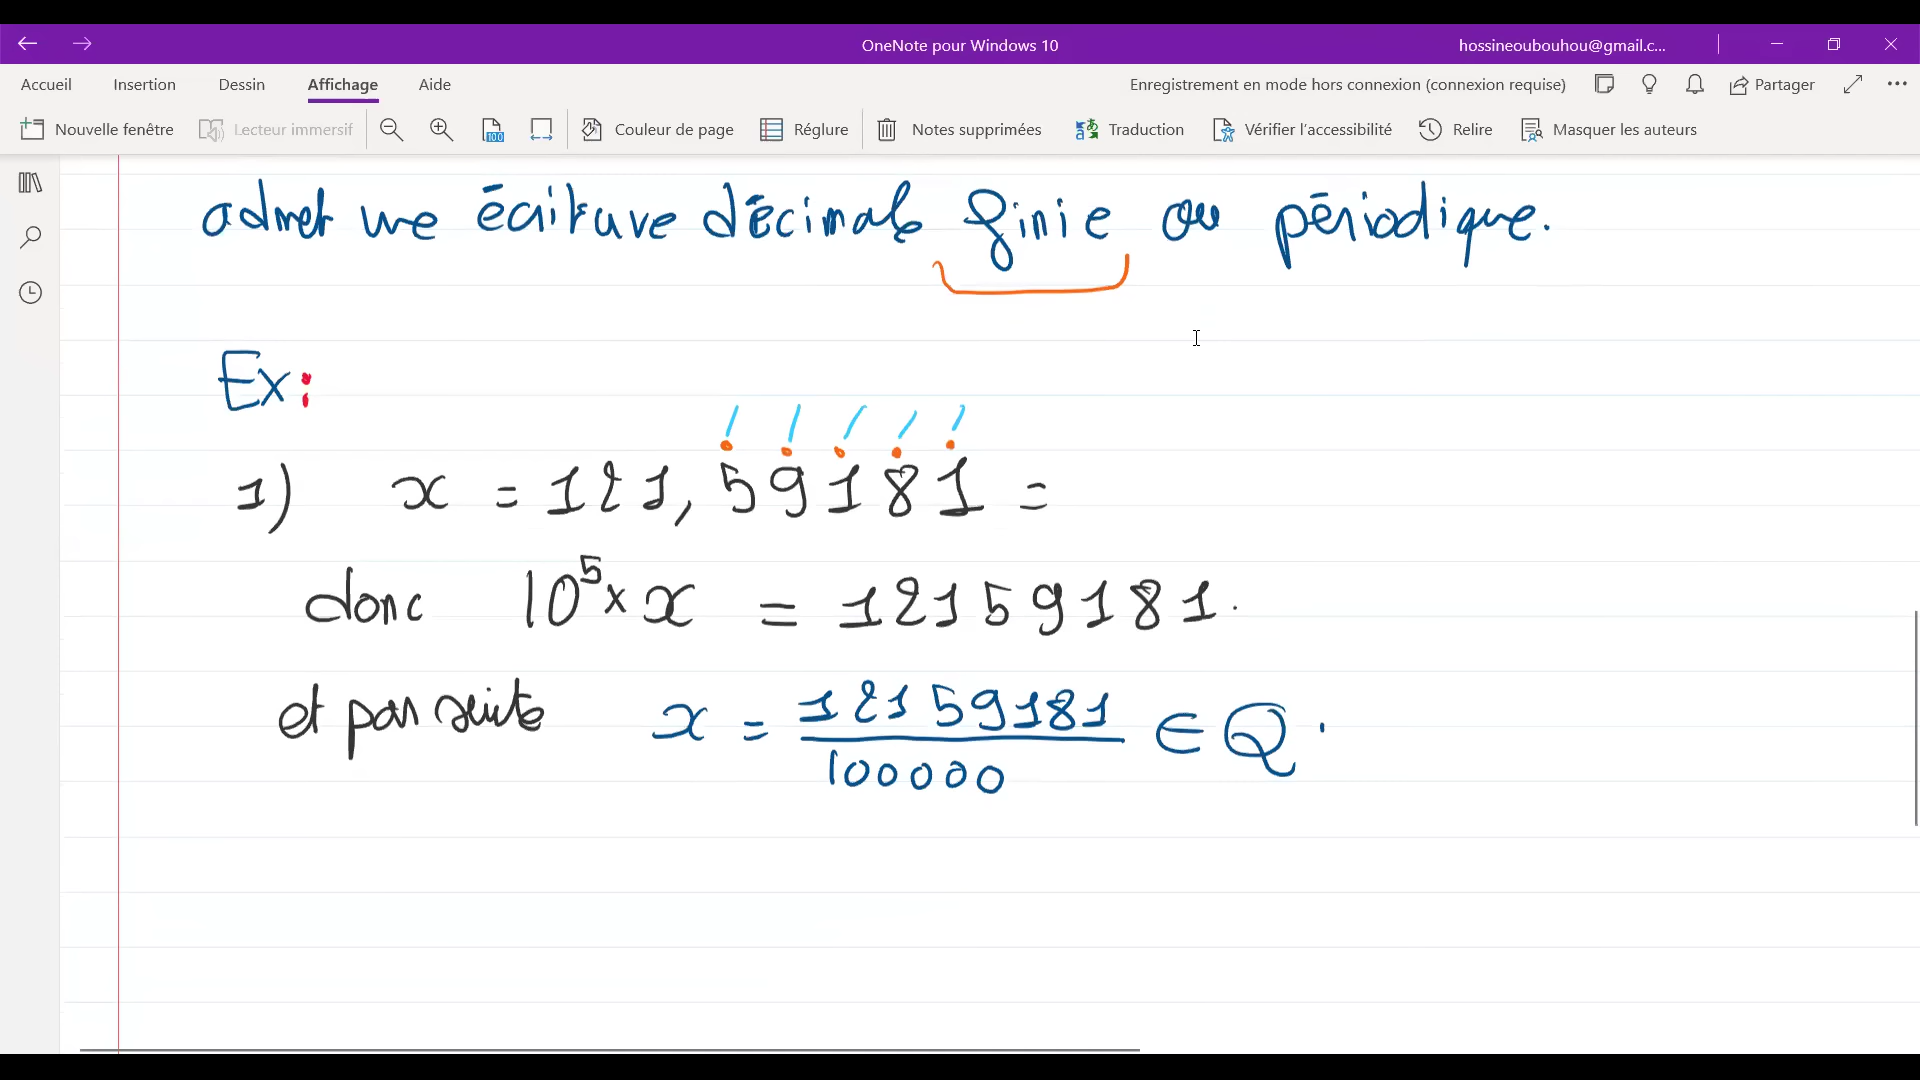 OneNote pour Windows 10
hossineoubouhou@gmail.c...
Accueil Insertion Dessin Affichage Aide
Enregistrement en mode hors connexion (connexion requise) Partager
Nouvelle fenêtre Lecteur immersif Couleur de page Réglure Notes supprimées Traduction Vérifier l'accessibilité Relire Masquer les auteurs
admet une écriture décimale finie ou périodique.
Ex:
1) x = 121,59181 =
donc 10⁵ × x = 12159181.
et par suite x = 12159181/100000 ∈ Q.